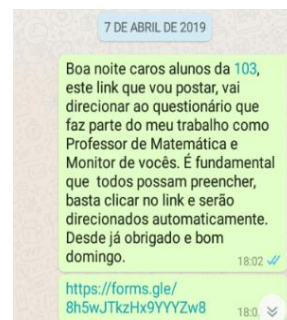 7 DE ABRIL DE 2019
Boa noite caros alunos da 103,
este link que vou postar, vai
direcionar ao questionário que
faz parte do meu trabalho como
Professor de Matemática e
Monitor de vocês. É fundamental
que todos possam preencher,
basta clicar no link e serão
direcionados automaticamente.
Desde já obrigado e bom
domingo.
18:02
https://forms.gle/
8h5wJTkzHx9YYYZw8